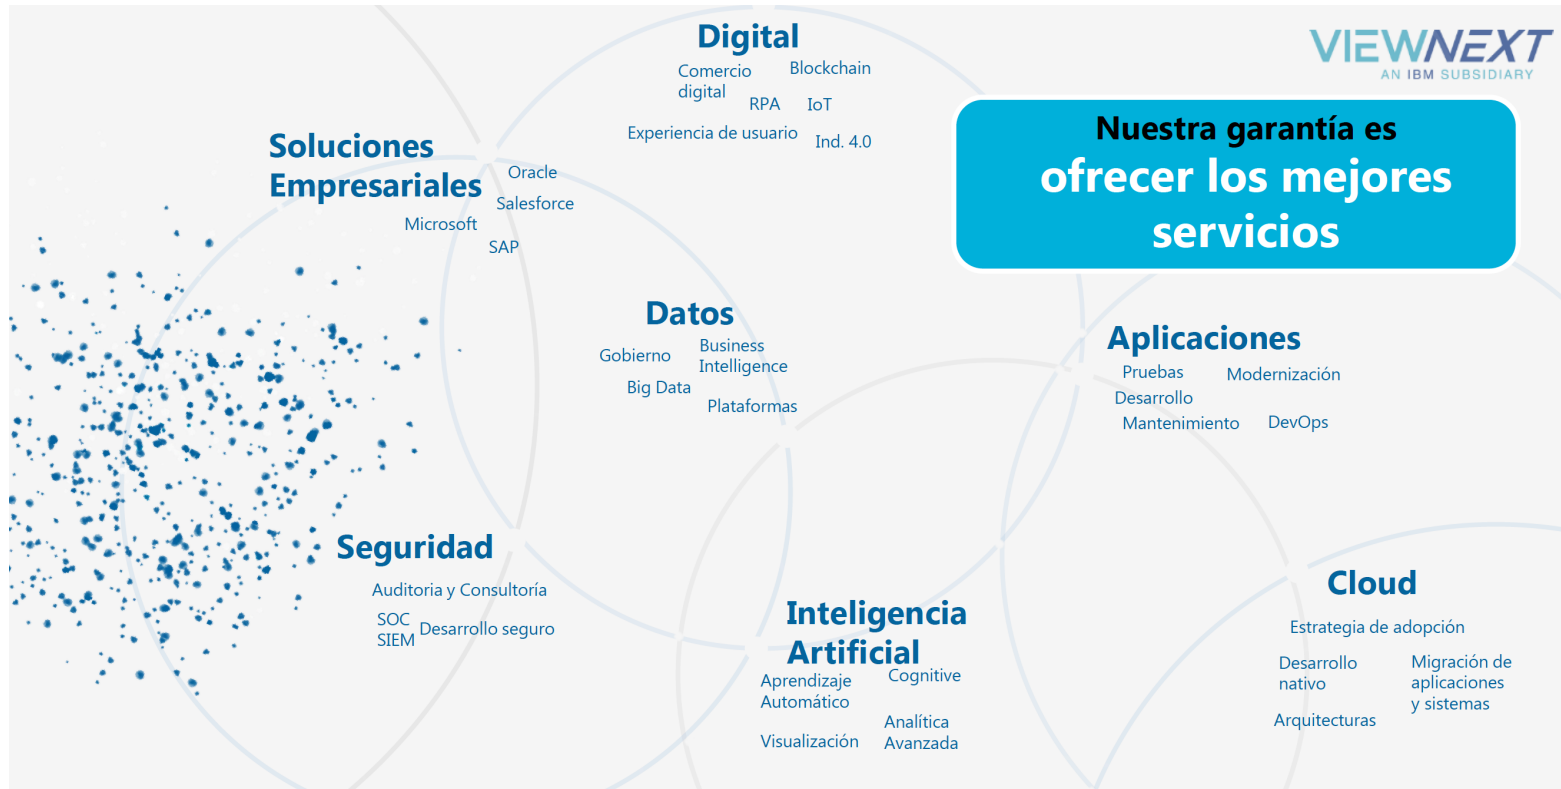 Digital
Comercio
digital
Blockchain
RPA
IoT
Experiencia de usuario
Ind. 4.0
VIEWNEXT
AN IBM SUBSIDIARY
Nuestra garantía es
ofrecer los mejores
servicios
Soluciones
Empresariales
Oracle
Salesforce
Microsoft
SAP
Datos
Gobierno
Business
Intelligence
Big Data
Plataformas
Aplicaciones
Pruebas
Modernización
Desarrollo
Mantenimiento
DevOps
Seguridad
Auditoria y Consultoría
SOC
SIEM
Desarrollo seguro
Inteligencia
Artificial
Aprendizaje
Automático
Cognitive
Visualización
Analítica
Avanzada
Cloud
Estrategia de adopción
Desarrollo
nativo
Migración de
aplicaciones
y sistemas
Arquitecturas